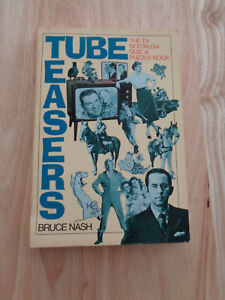 TUBE
TEASERS
THE TV
NOSTALGIA
QUIZ &
PUZZLE BOOK
BRUCE NASH